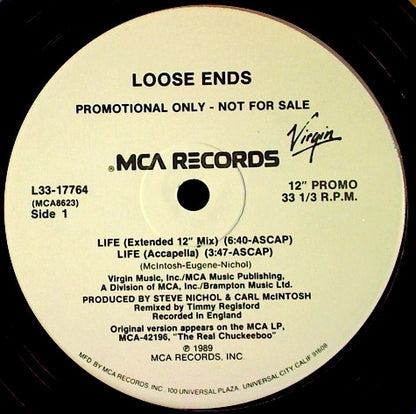 LOOSE ENDS
PROMOTIONAL ONLY - NOT FOR SALE
Virgin
® MCA RECORDS
L33-17764
(MCA8623)
Side 1
12" PROMO
33 1/3 R.P.M.
LIFE (Extended 12" Mix) (6:40-ASCAP)
LIFE (Accapella) (3:47-ASCAP)
(McIntosh-Eugene-Nichol)
Virgin Music, Inc./MCA Music Publishing,
A Division of MCA, Inc./Brampton Music Ltd.
PRODUCED BY STEVE NICHOL & CARL McINTOSH
Remixed by Timmy Regisford
Recorded in England
Original version appears on the MCA LP,
MCA-42196, "The Real Chuckeeboo"
℗ 1989
MCA RECORDS, INC.
MFD BY MCA RECORDS, INC. 100 UNIVERSAL PLAZA, UNIVERSAL CITY, CALIF. 91608